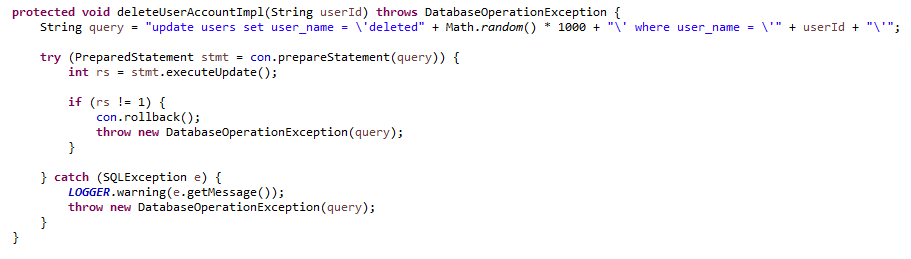 protected void deleteUserAccountImpl(String userId) throws DatabaseOperationException {
String query = "update users set user_name = \'deleted" + Math.random() * 1000 + "\' where user_name = \'" + userId + "\'";
try (PreparedStatement stmt = con.prepareStatement(query)) {
int rs = stmt.executeUpdate();
if (rs != 1) {
con.rollback();
throw new DatabaseOperationException(query);
}
} catch (SQLException e) {
LOGGER.warning(e.getMessage());
throw new DatabaseOperationException(query);
}
}